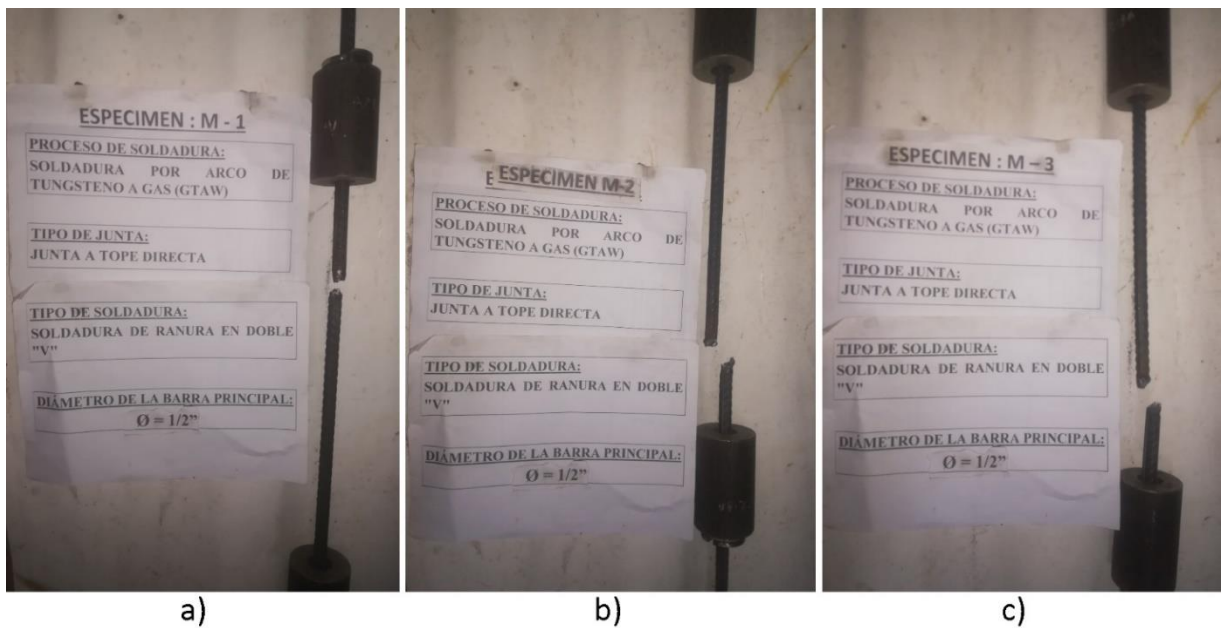 ESPECIMEN : M - 1
PROCESO DE SOLDADURA:
SOLDADURA POR ARCO DE
TUNGSTENO A GAS (GTAW)
TIPO DE JUNTA:
JUNTA A TOPE DIRECTA
TIPO DE SOLDADURA:
SOLDADURA DE RANURA EN DOBLE
"V"
DIÁMETRO DE LA BARRA PRINCIPAL:
Ø = 1/2”
a)
E ESPECIMEN M-2
PROCESO DE SOLDADURA:
SOLDADURA POR ARCO DE
TUNGSTENO A GAS (GTAW)
TIPO DE JUNTA:
JUNTA A TOPE DIRECTA
TIPO DE SOLDADURA:
SOLDADURA DE RANURA EN DOBLE
"V"
DIÁMETRO DE LA BARRA PRINCIPAL:
Ø = 1/2”
b)
ESPECIMEN : M – 3
PROCESO DE SOLDADURA:
SOLDADURA POR ARCO DE
TUNGSTENO A GAS (GTAW)
TIPO DE JUNTA:
JUNTA A TOPE DIRECTA
TIPO DE SOLDADURA:
SOLDADURA DE RANURA EN DOBLE
"V"
DIÁMETRO DE LA BARRA PRINCIPAL:
Ø = 1/2”
c)